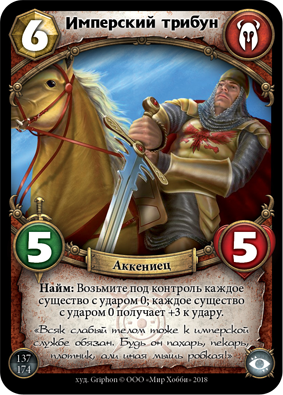 6
Имперский трибун
5
Аккениец
5
Найм: Возьмите под контроль каждое
существо с ударом 0; каждое существо
с ударом 0 получает +3 к удару.
«Всяк слабый телом тоже к имперской
службе обязан. Будь он пахарь, пекарь,
плотник, али иная мышь робкая!»
137
174
худ. Graphon © ООО «Мир Хобби» 2018